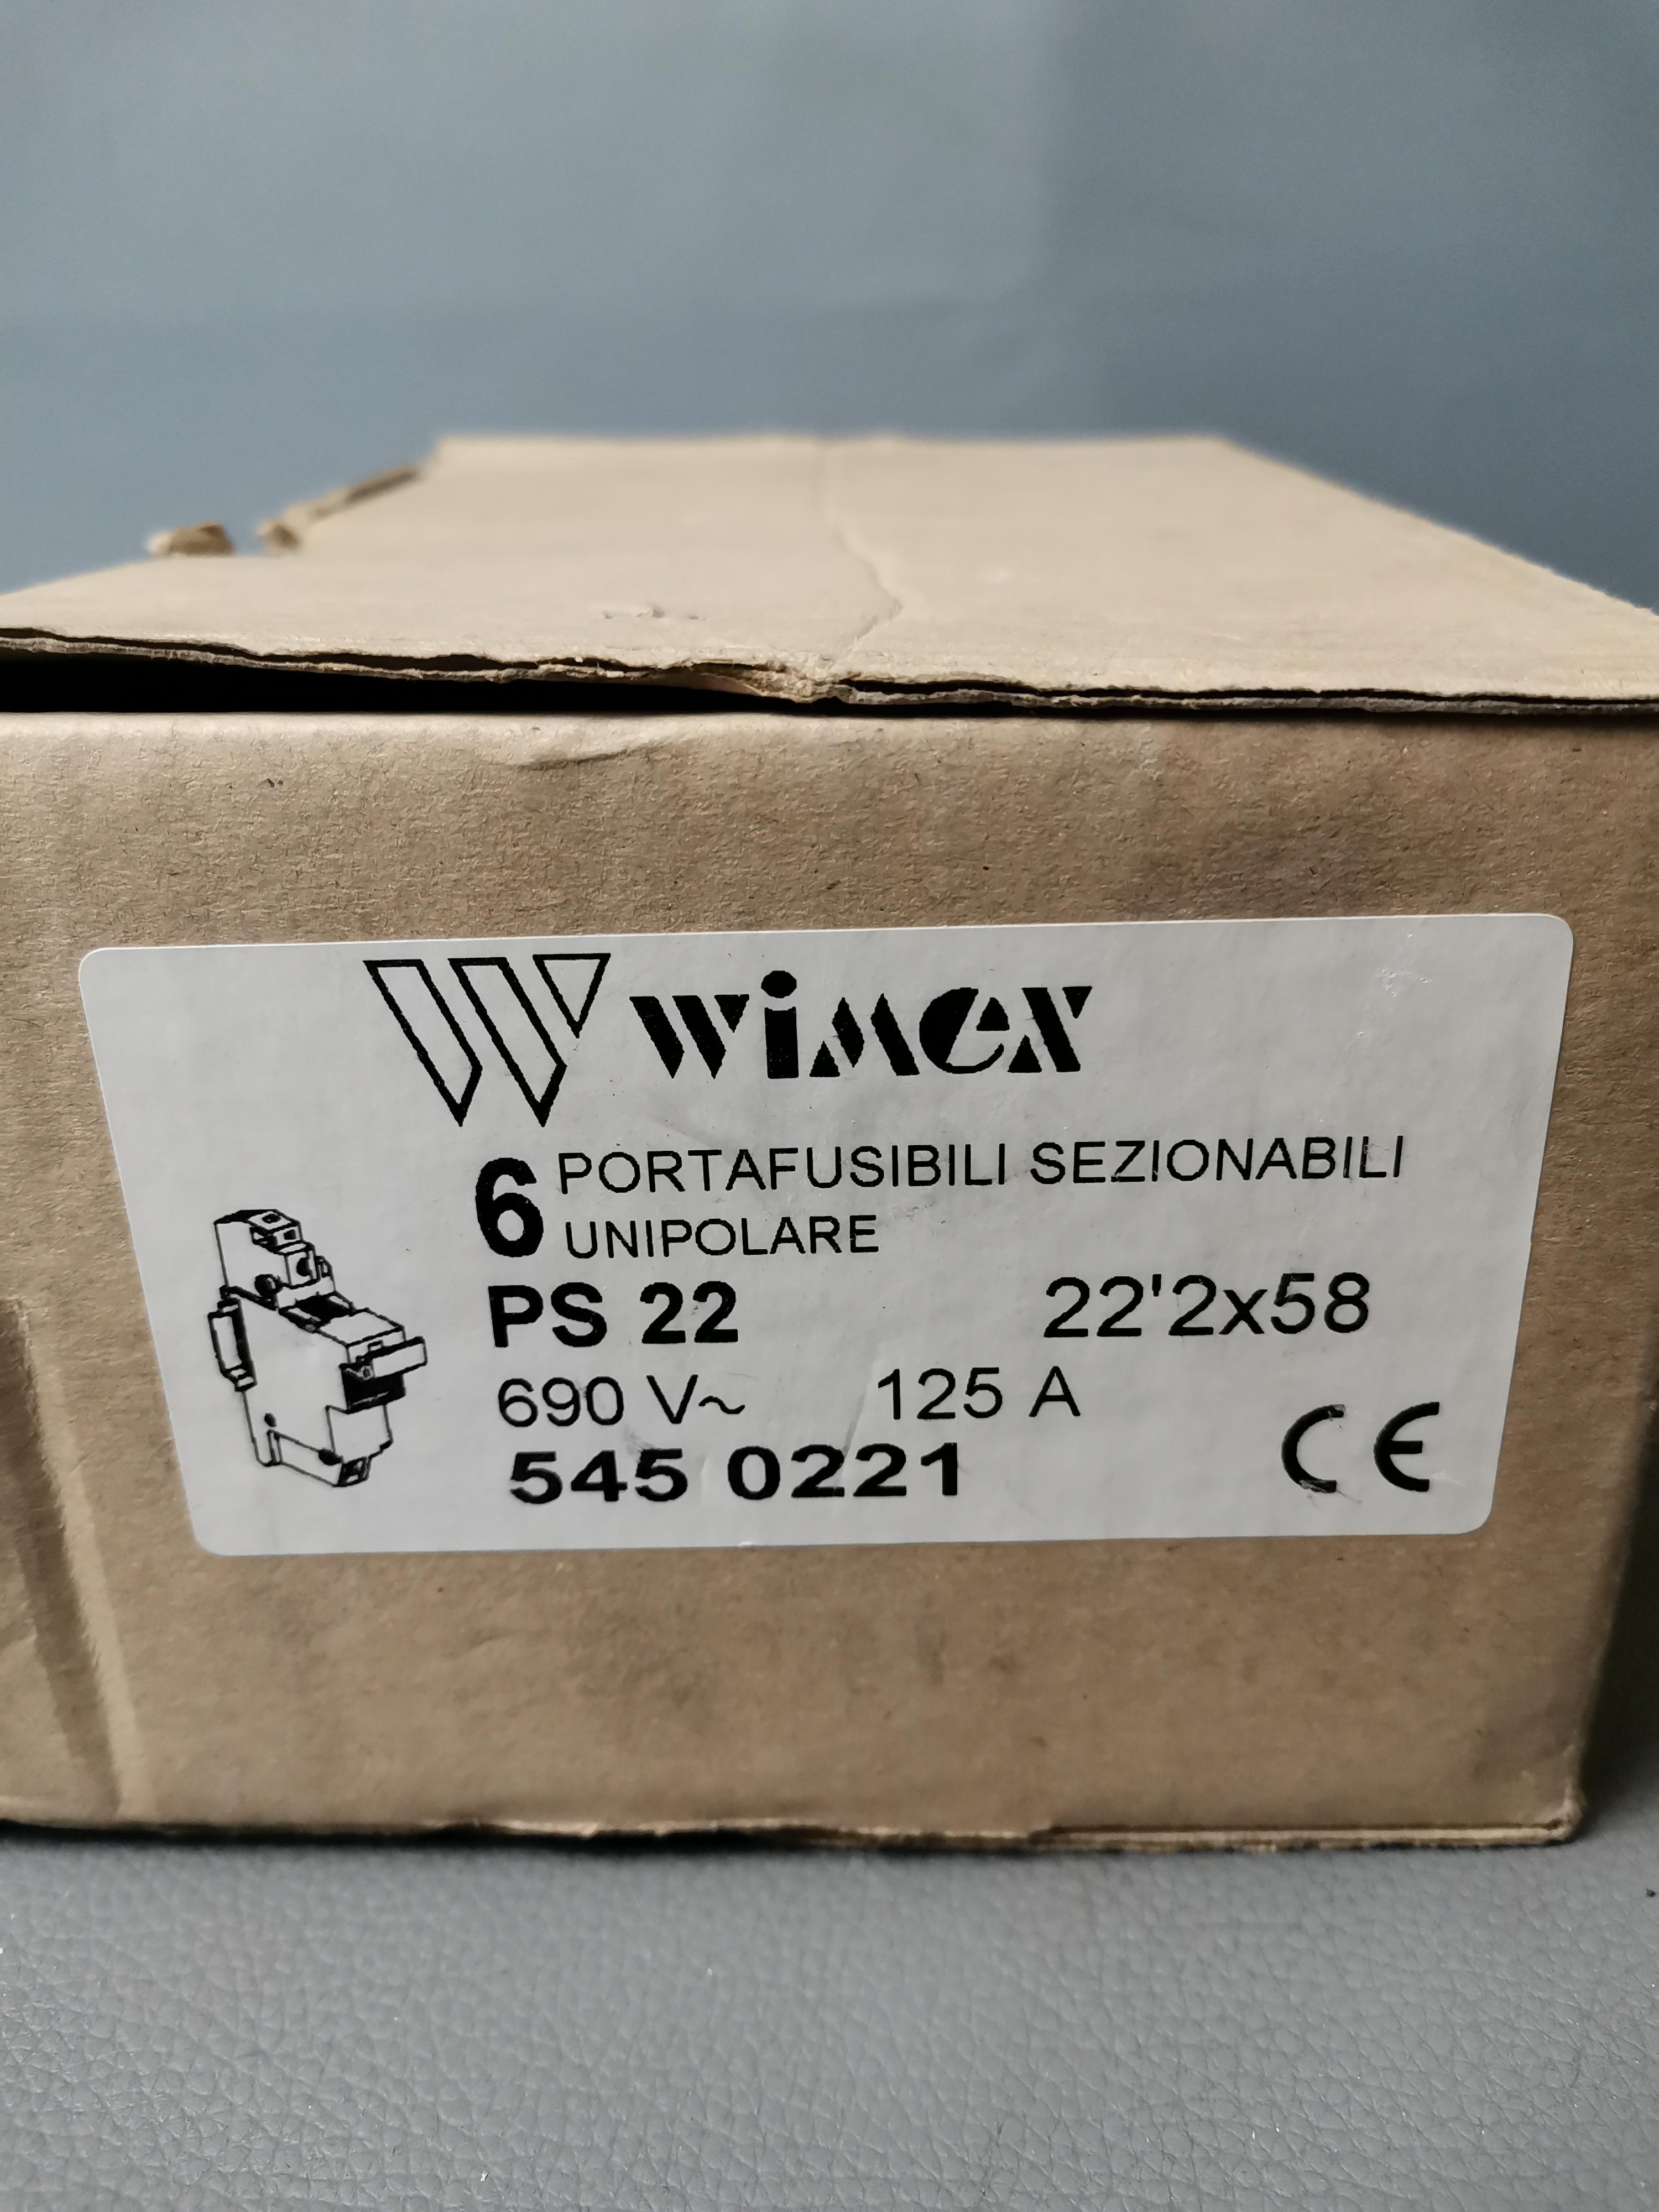 wimex
6 PORTAFUSIBILI SEZIONABILI
UNIPOLARE
PS 22 22'2x58
690 V~ 125 A
545 0221 CE